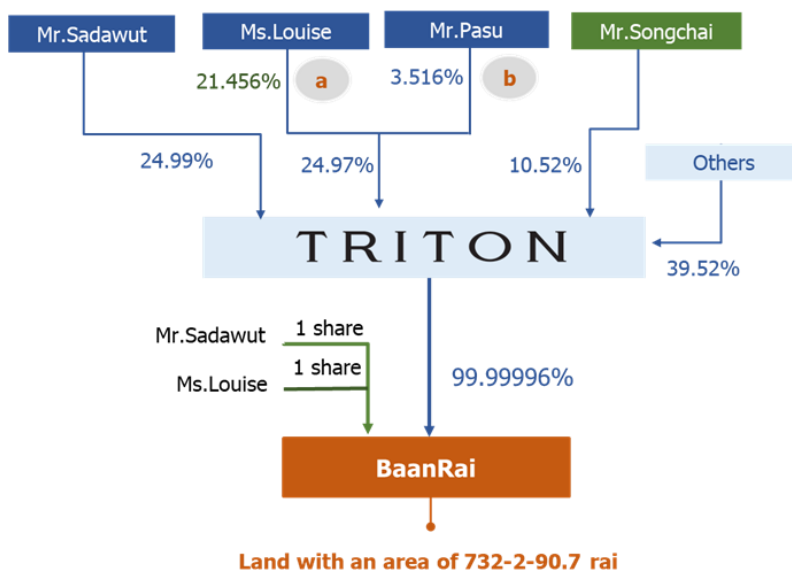 Mr.Sadawut
Ms.Louise
Mr.Pasu
Mr.Songchai
21.456%
a
3.516%
b
24.99%
24.97%
10.52%
Others
TRITON
39.52%
Mr.Sadawut
1 share
Ms.Louise
1 share
99.99996%
BaanRai
Land with an area of 732-2-90.7 rai